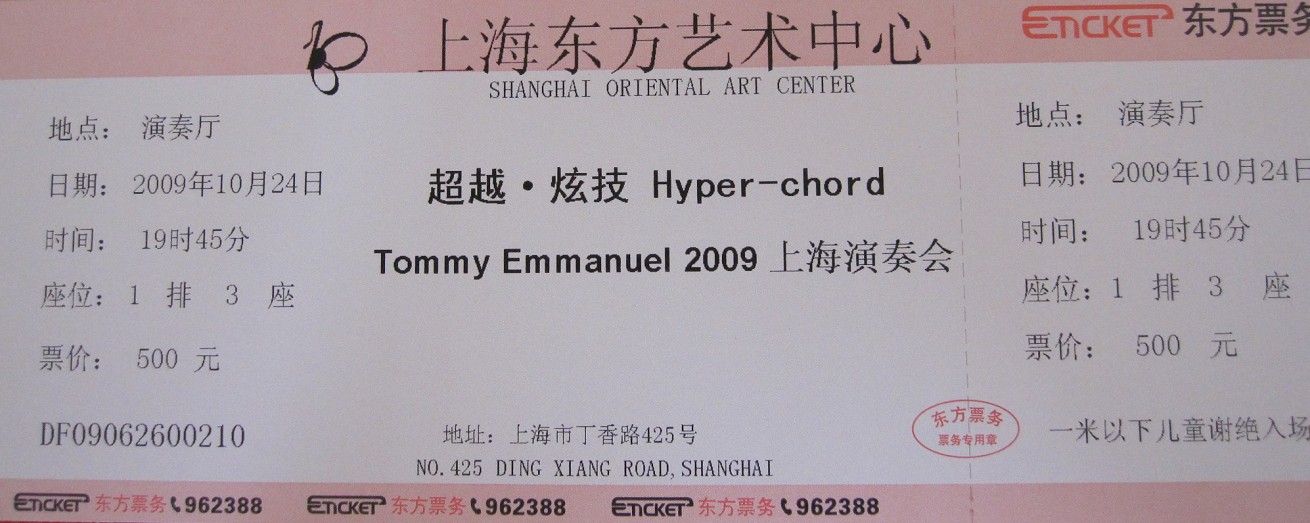 上海东方艺术中心
SHANGHAI ORIENTAL ART CENTER
地点： 演奏厅
日期： 2009年10月24日
时间： 19时45分
座位：1 排 3 座
票价： 500 元
DF09062600210
超越·炫技 Hyper-chord
Tommy Emmanuel 2009 上海演奏会
地址：上海市丁香路425号
NO.425 DING XIANG ROAD,SHANGHAI
东方票务
票务专用章
ETICKET 东方票务
地点： 演奏厅
日期： 2009年10月24日
时间： 19时45分
座位：1 排 3 座
票价： 500 元
一米以下儿童谢绝入场
ETICKET 东方票务 962388
ETICKET 东方票务 962388
ETICKET 东方票务 962388